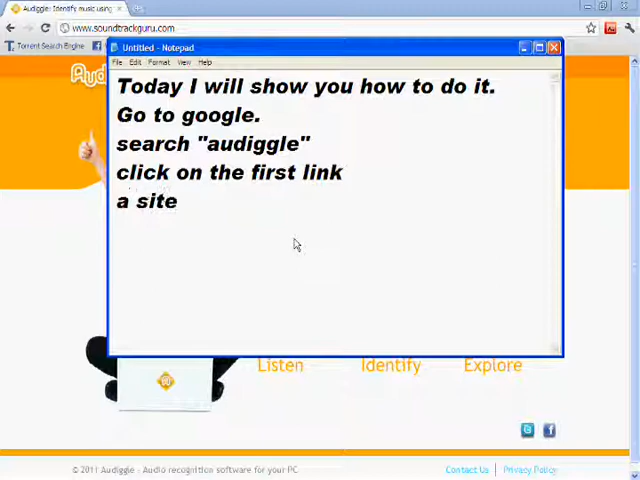 Audiggle: Identify music using
www.soundtrackguru.com
Torrent Search Engine
Untitled - Notepad
File Edit Format View Help
Today I will show you how to do it.
Go to google.
search "audiggle"
click on the first link
a site
Listen Identify Explore
© 2011 Audiggle - Audio recognition software for your PC
Contact Us Privacy Policy